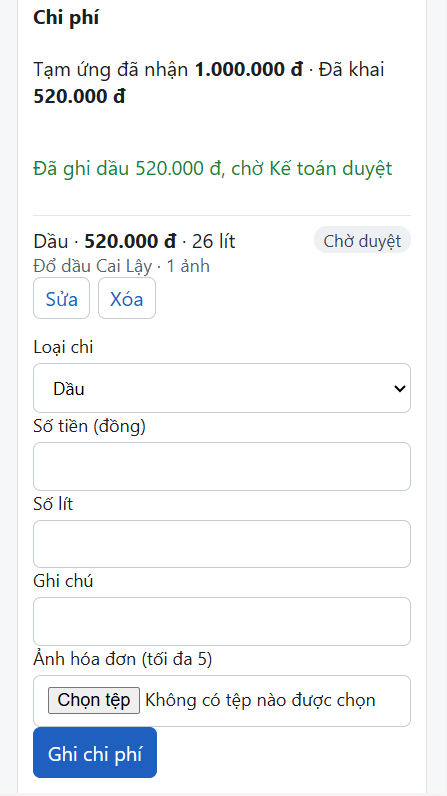 Chi phí
Tạm ứng đã nhận 1.000.000 đ · Đã khai
520.000 đ
Đã ghi dầu 520.000 đ, chờ Kế toán duyệt
Dầu · 520.000 đ · 26 lít
Chờ duyệt
Đổ dầu Cai Lậy · 1 ảnh
Sửa
Xóa
Loại chi
Dầu
Số tiền (đồng)
Số lít
Ghi chú
Ảnh hóa đơn (tối đa 5)
Chọn tệp Không có tệp nào được chọn
Ghi chi phí